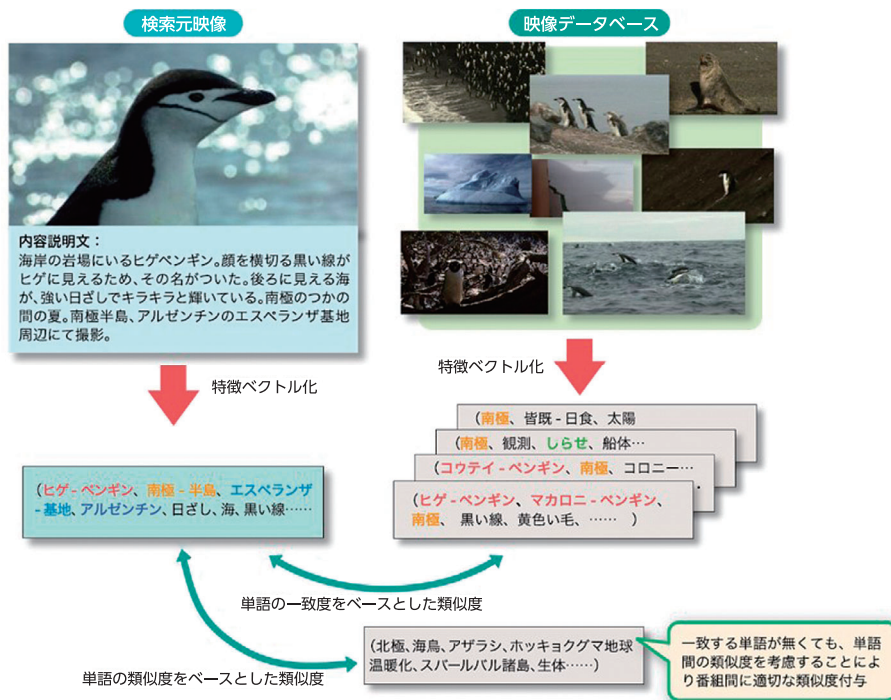 検索元映像
映像データベース
内容説明文：
海岸の岩場にいるヒゲペンギン。顔を横切る黒い線が
ヒゲに見えるため、その名がついた。後ろに見える海
が、強い日ざしでキラキラと輝いている。南極のつかの
間の夏。南極半島、アルゼンチンのエスペランザ基地
周辺にて撮影。
特徴ベクトル化
特徴ベクトル化
（南極、皆既 - 日食、太陽
（南極、観測、しらせ、船体…
（コウテイ - ペンギン、南極、コロニー…
（ヒゲ - ペンギン、マカロニ - ペンギン、
南極、 黒い線、黄色い毛、…… ）
（ヒゲ - ペンギン、南極 - 半島、エスペランザ
- 基地、アルゼンチン、日ざし、海、黒い線……
単語の一致度をベースとした類似度
（北極、海鳥、アザラシ、ホッキョクグマ地球
温暖化、スバールバル諸島、生体……）
単語の類似度をベースとした類似度
一致する単語が無くても、単語
間の類似度を考慮することにより
番組間に適切な類似度付与